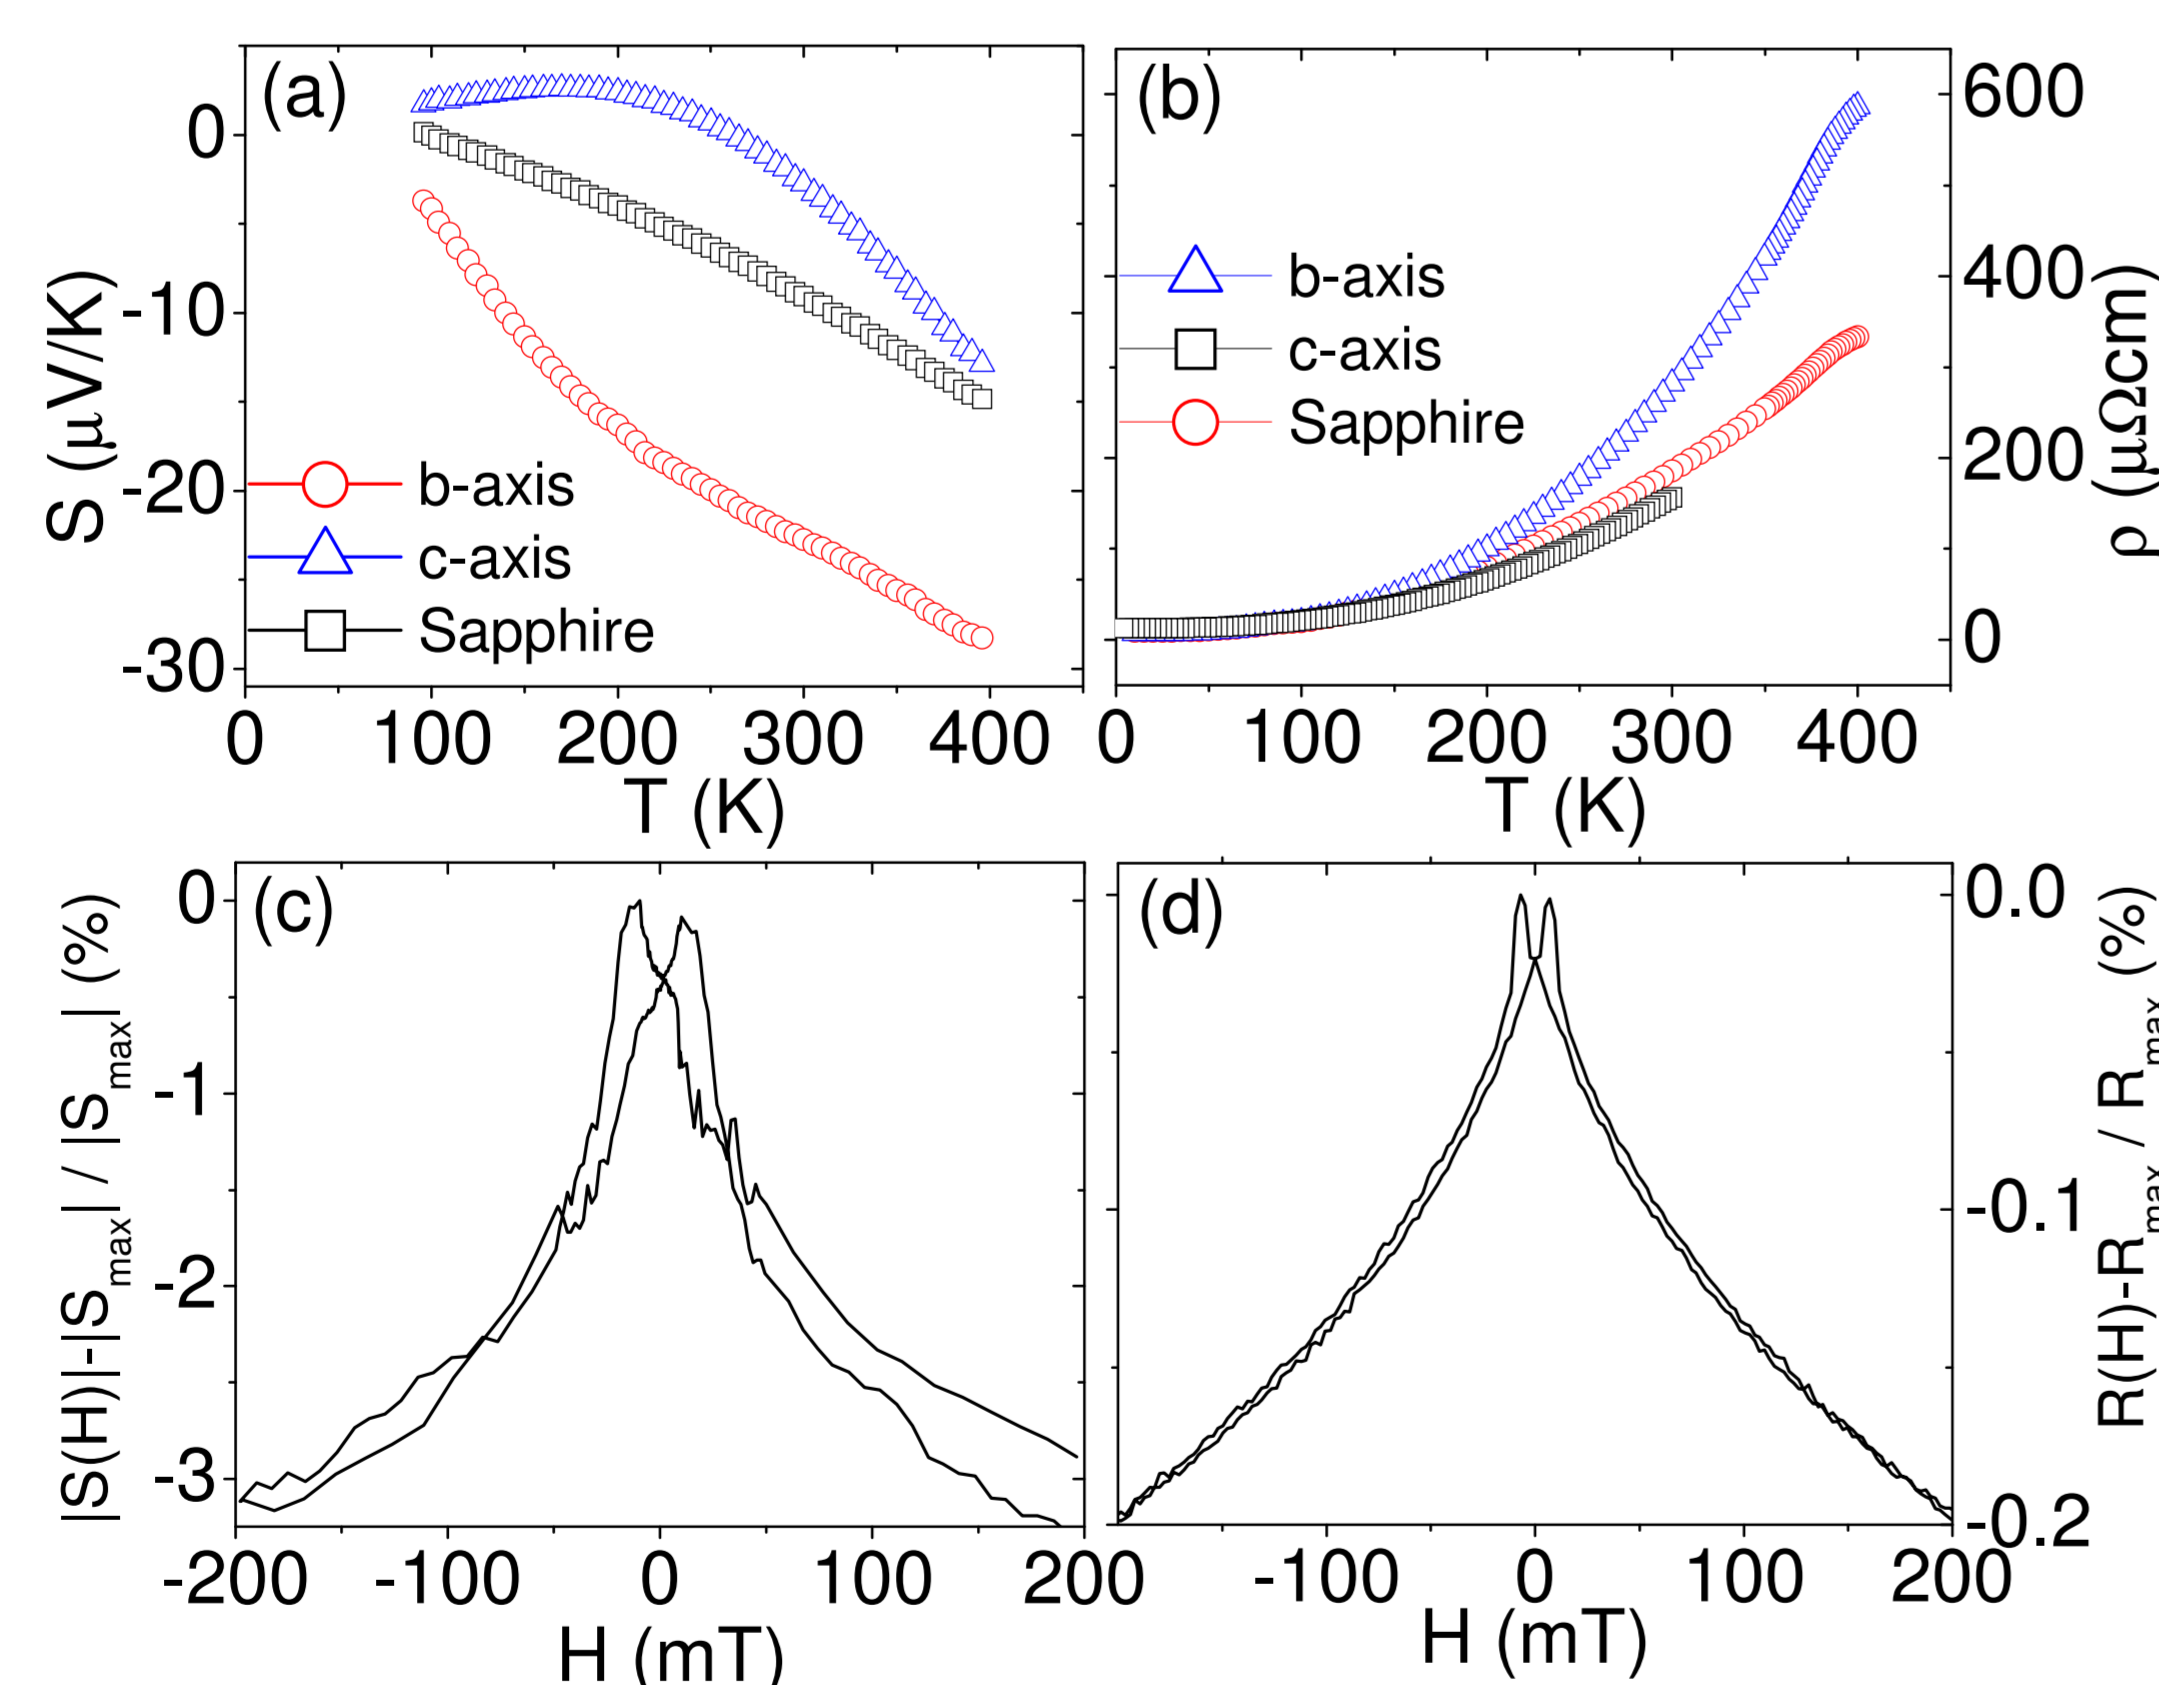 (a)
S (μV/K)
0
-10
-20
-30
b-axis
c-axis
Sapphire
0 100 200 300 400
T (K)
(b)
b-axis
c-axis
Sapphire
600
400
200
0
ρ (μΩcm)
0 100 200 300 400
T (K)
(c)
|S(H)|-|Smax| / |Smax| (%)
0
-1
-2
-3
-200 -100 0 100 200
H (mT)
(d)
0.0
-0.1
-0.2
R(H)-Rmax / Rmax (%)
-100 0 100 200
H (mT)